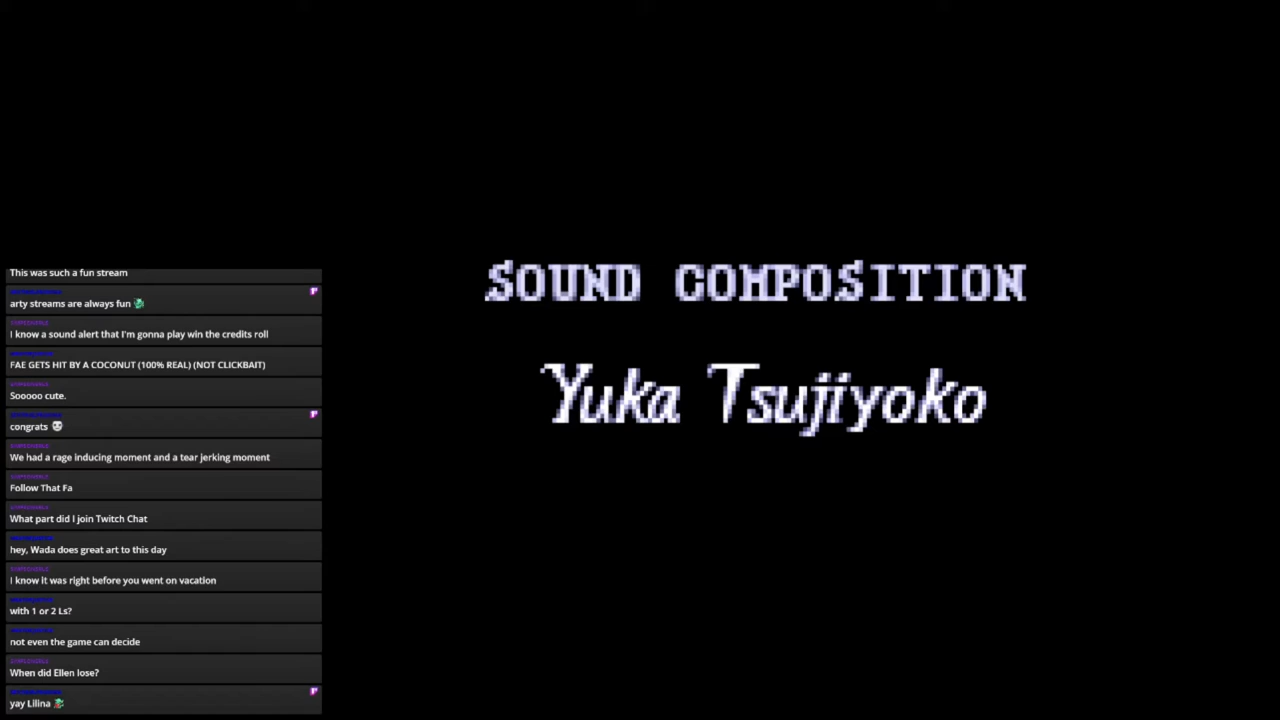 This was such a fun stream
arty streams are always fun
I know a sound alert that I'm gonna play win the credits roll
FAE GETS HIT BY A COCONUT (100% REAL) (NOT CLICKBAIT)
Sooooo cute.
congrats
We had a rage inducing moment and a tear jerking moment
Follow That Fa
What part did I join Twitch Chat
hey, Wada does great art to this day
I know it was right before you went on vacation
with 1 or 2 Ls?
not even the game can decide
When did Ellen lose?
yay Lilina
SOUND COMPOSITION
Yuka Tsujiyoko